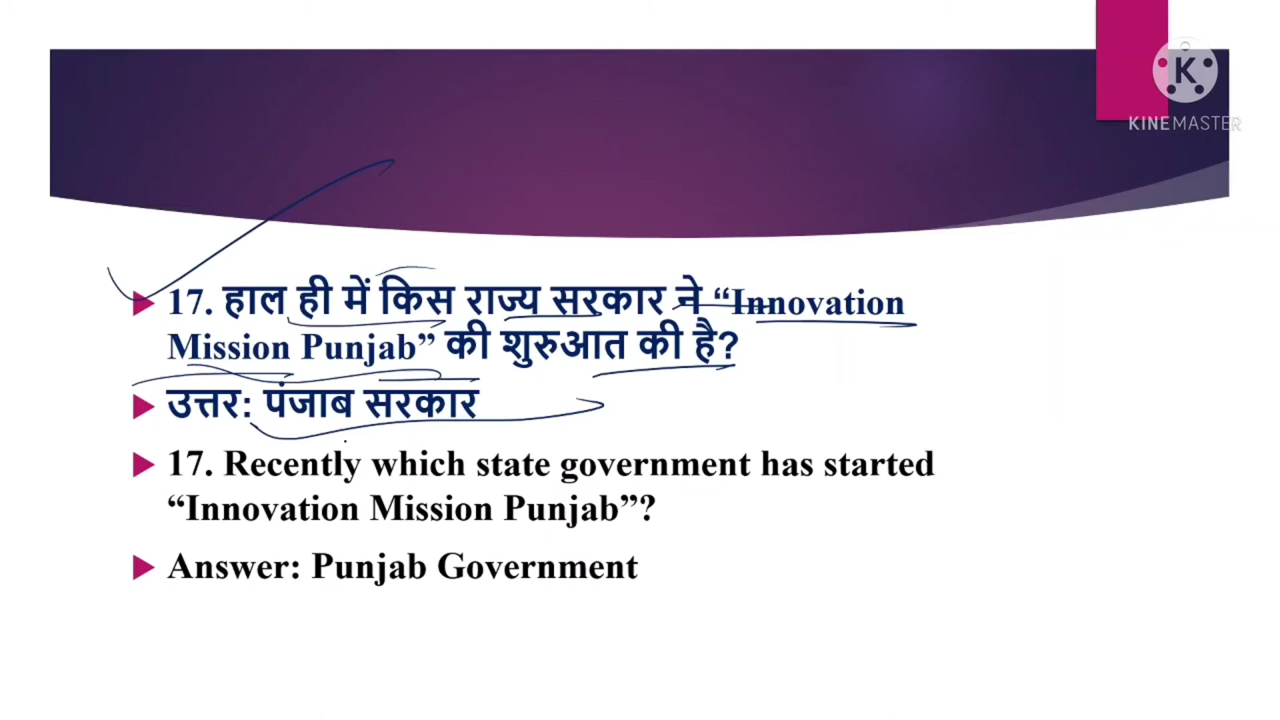 K
KINEMASTER
17. हाल ही में किस राज्य सरकार ने “Innovation
Mission Punjab” की शुरुआत की है?
उत्तर: पंजाब सरकार
17. Recently which state government has started
“Innovation Mission Punjab”?
Answer: Punjab Government